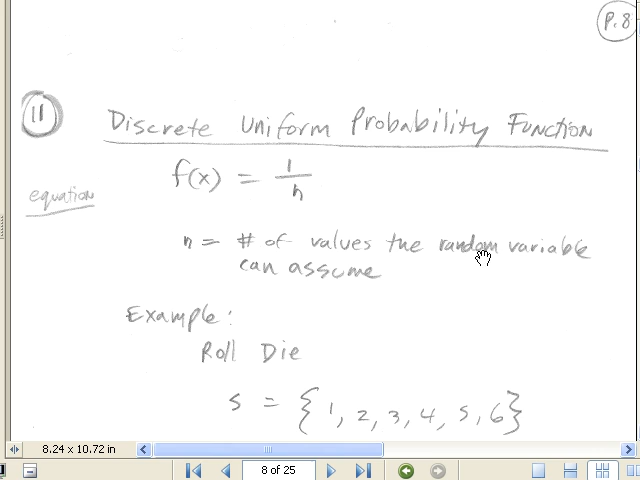 P.8
11
Discrete Uniform Probability Function
f(x) = 1/n
equation
n = # of values the random variable
can assume
Example:
Roll Die
s = {1, 2, 3, 4, 5, 6}
8.24 x 10.72 in
8 of 25